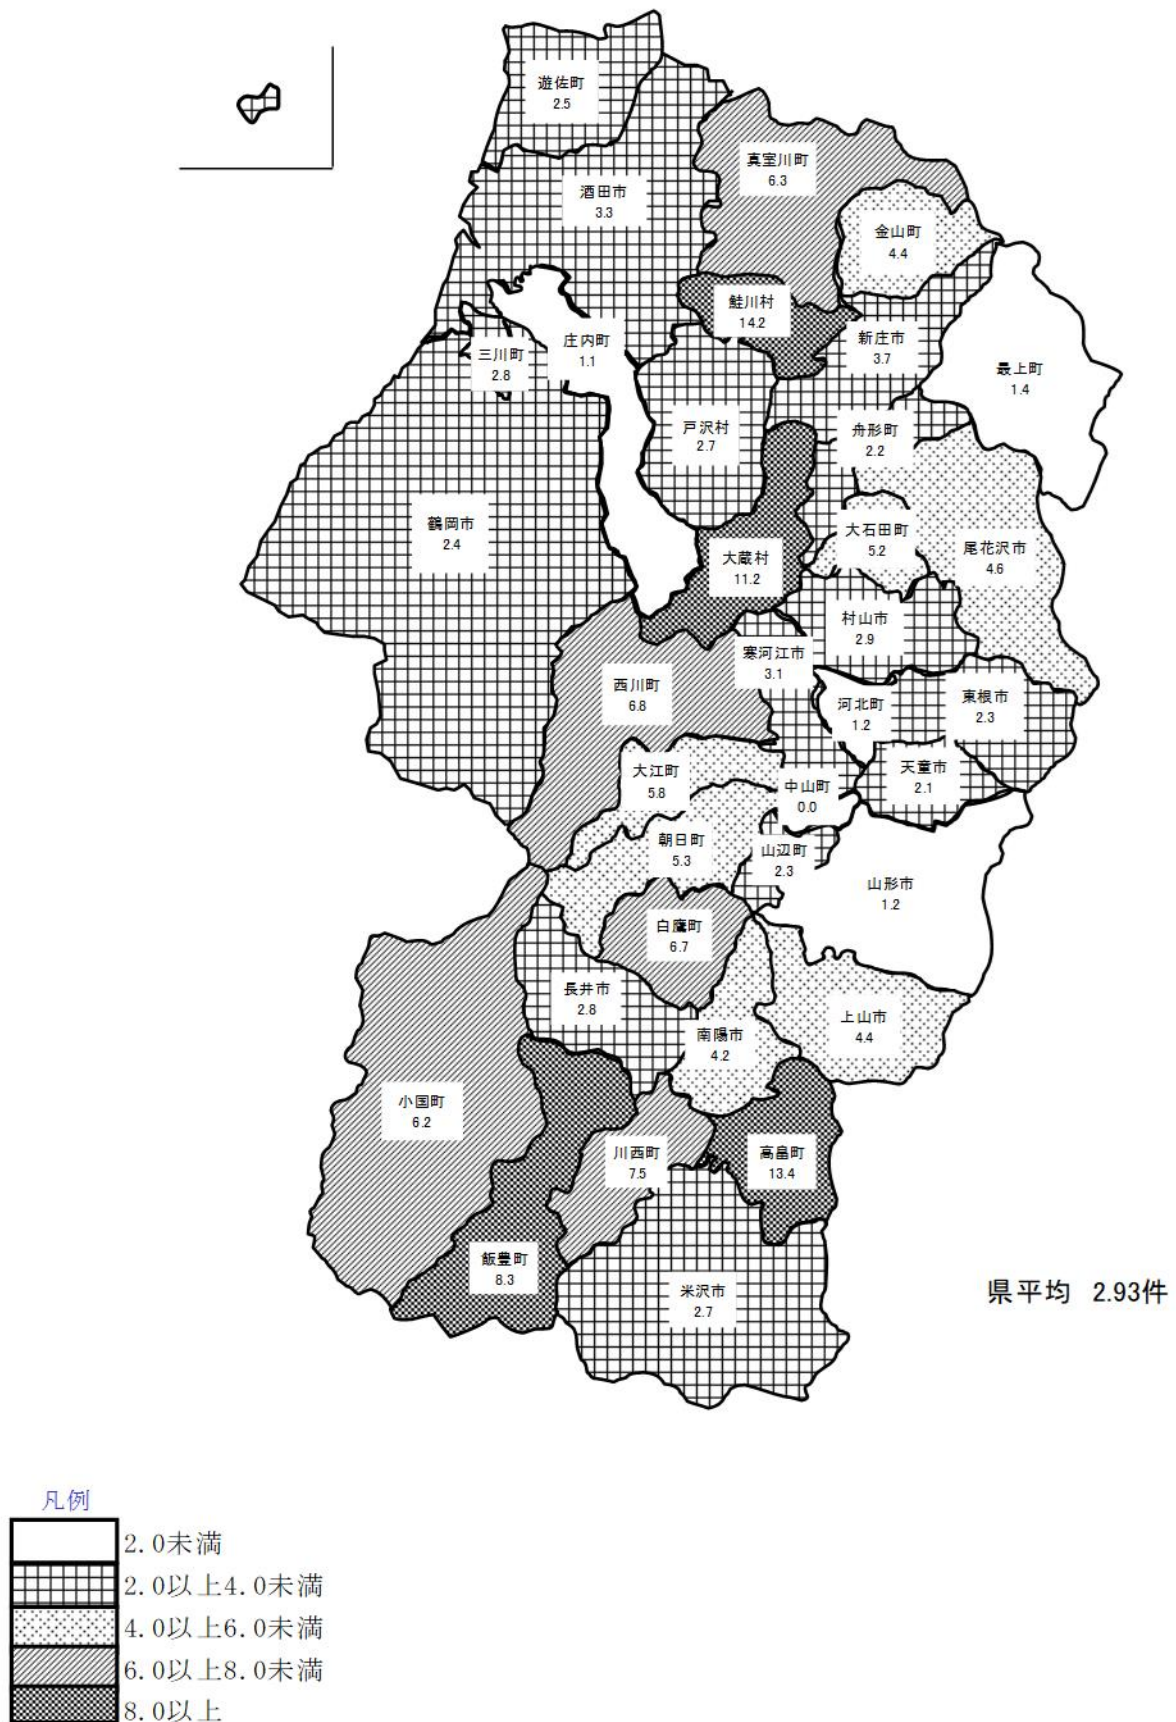 遊佐町
2.5
真室川町
6.3
酒田市
3.3
金山町
4.4
鮭川村
14.2
庄内町
1.1
新庄市
3.7
三川町
2.8
最上町
1.4
戸沢村
2.7
舟形町
2.2
鶴岡市
2.4
大石田町
5.2
尾花沢市
4.6
大蔵村
11.2
村山市
2.9
寒河江市
3.1
西川町
6.8
河北町
1.2
東根市
2.3
大江町
5.8
天童市
2.1
中山町
0.0
朝日町
5.3
山辺町
2.3
山形市
1.2
白鷹町
6.7
長井市
2.8
上山市
4.4
南陽市
4.2
小国町
6.2
川西町
7.5
高畠町
13.4
飯豊町
8.3
米沢市
2.7
県平均 2.93件
凡例
2.0未満
2.0以上4.0未満
4.0以上6.0未満
6.0以上8.0未満
8.0以上